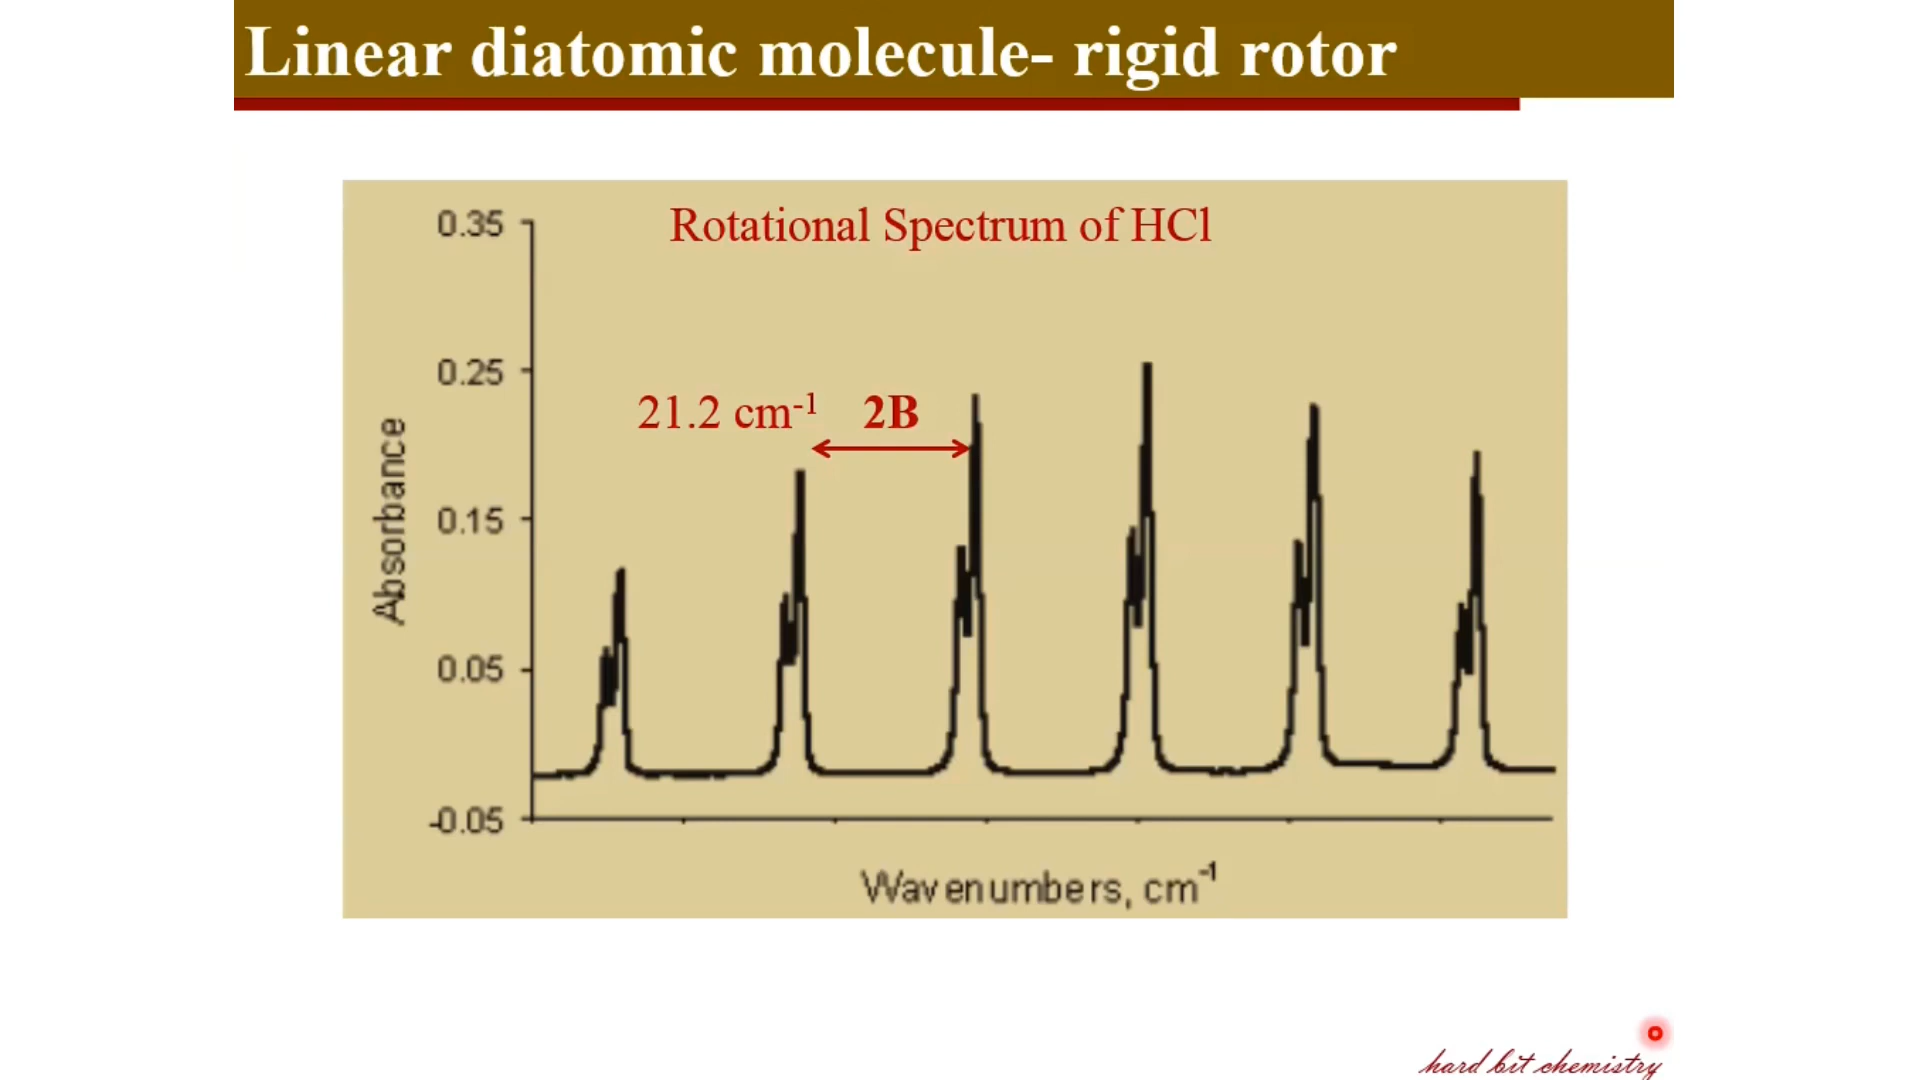 Linear diatomic molecule- rigid rotor
Rotational Spectrum of HCl
0.35
0.25
21.2 cm⁻¹ 2B
0.15
0.05
-0.05
Absorbance
Wavenumbers, cm⁻¹
hard bit chemistry